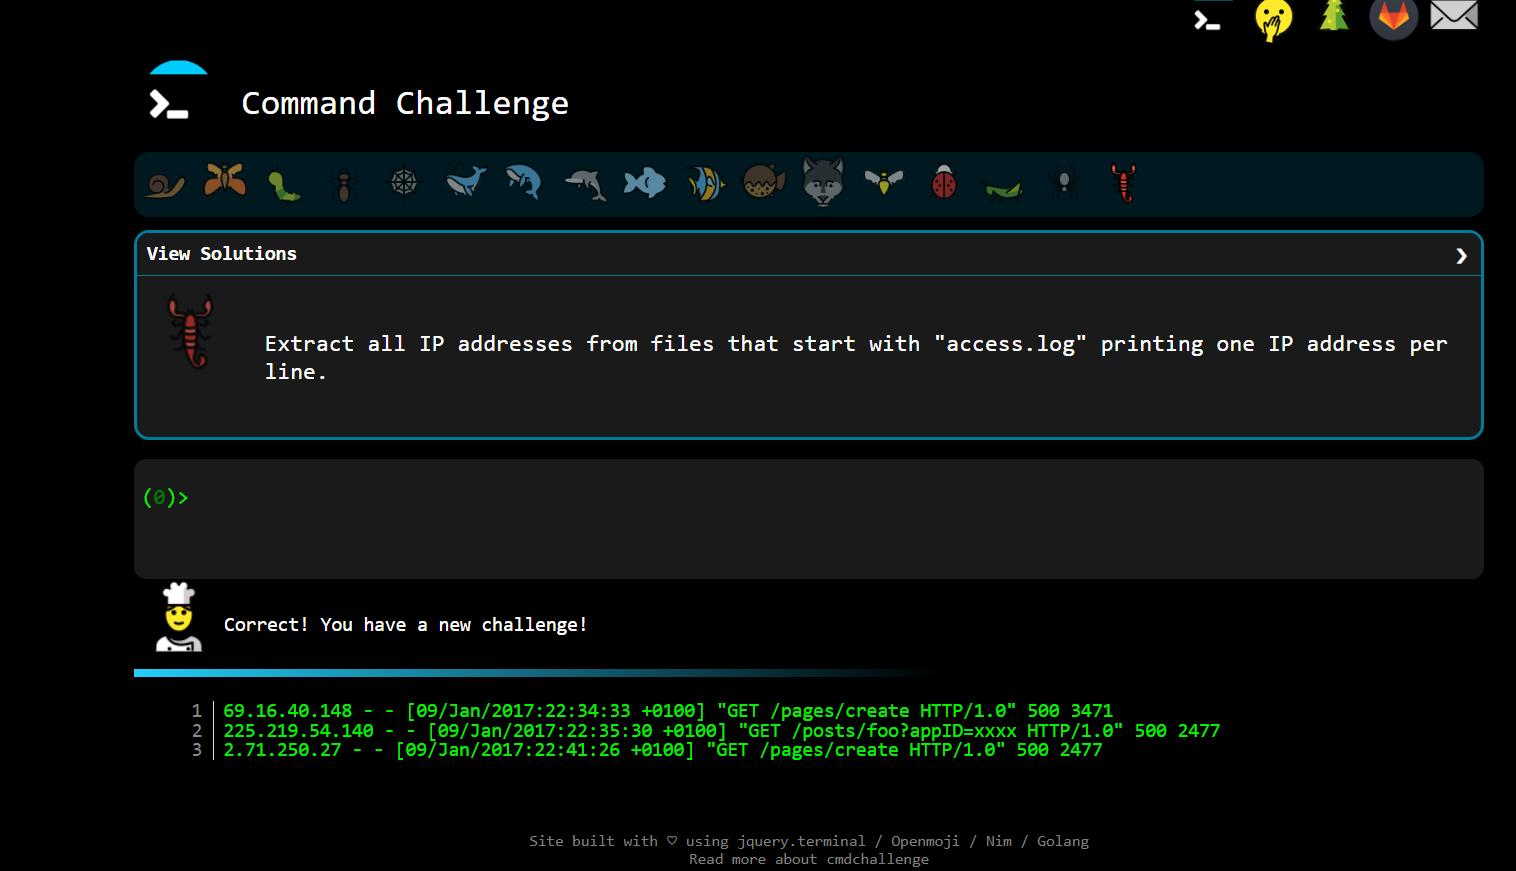 Command Challenge
View Solutions
Extract all IP addresses from files that start with "access.log" printing one IP address per
line.
(0)>
Correct! You have a new challenge!
1 69.16.40.148 - - [09/Jan/2017:22:34:33 +0100] "GET /pages/create HTTP/1.0" 500 3471
2 225.219.54.140 - - [09/Jan/2017:22:35:30 +0100] "GET /posts/foo?appID=xxxx HTTP/1.0" 500 2477
3 2.71.250.27 - - [09/Jan/2017:22:41:26 +0100] "GET /pages/create HTTP/1.0" 500 2477
Site built with ♡ using jquery.terminal / Openmoji / Nim / Golang
Read more about cmdchallenge